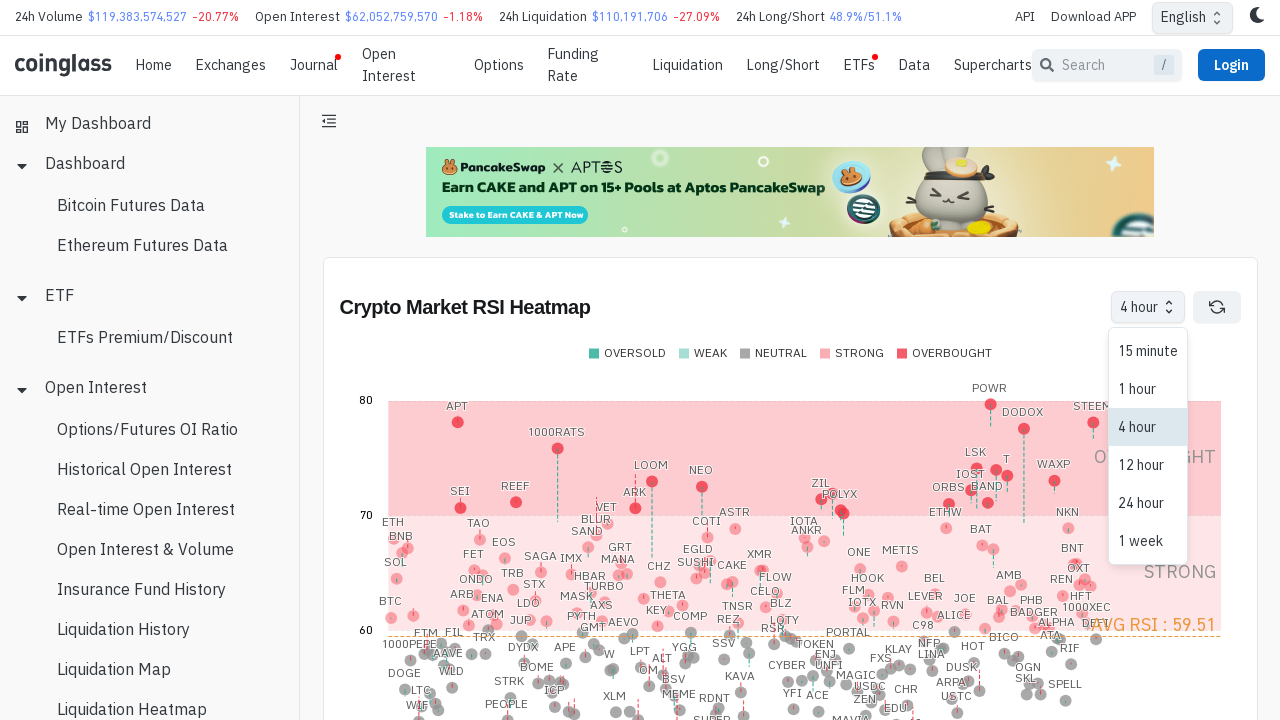 24h Volume $119,383,574,527 -20.77% Open Interest $62,052,759,570 -1.18% 24h Liquidation $110,191,706 -27.09% 24h Long/Short 48.9%/51.1% API Download APP English
coinglass Home Exchanges Journal Open Interest Options Funding Rate Liquidation Long/Short ETFs Data Supercharts Search / Login
My Dashboard
Dashboard
Bitcoin Futures Data
Ethereum Futures Data
ETF
ETFs Premium/Discount
Open Interest
Options/Futures OI Ratio
Historical Open Interest
Real-time Open Interest
Open Interest & Volume
Insurance Fund History
Liquidation History
Liquidation Map
Liquidation Heatmap
PancakeSwap X APTOS
Earn CAKE and APT on 15+ Pools at Aptos PancakeSwap
Stake to Earn CAKE & APT Now
Crypto Market RSI Heatmap
4 hour
15 minute
1 hour
4 hour
12 hour
24 hour
1 week
OVERSOLD WEAK NEUTRAL STRONG OVERBOUGHT
80
70
60
STRONG
AVG RSI : 59.51
POWR
APT
DODOX
STEEM
1000RATS
LSK
T
LOOM
NEO
WAXP
IOST
ZIL
REEF
SEI
ARK
POLYX
ORBS
BAND
VET
ASTR
ETHW
NKN
ETH
TAO
BLUR
COTI
IOTA
BNB
SAND
ANKR
BAT
EOS
GRT
EGLD
BNT
SOL
FET
SAGA
IMX
MANA
SUSHI
XMR
ONE
METIS
CHZ
CAKE
OXT
TRB
HBAR
FLOW
HOOK
BEL
AMB
REN
ONDO
STX
TURBO
CELO
FLM
ARB
ENA
MASK
THETA
LEVER
JOE
BAL
PHB
HFT
BTC
LDO
AXS
TNSR
BLZ
IOTX
RVN
1000XEC
ATOM
JUP
PYTH
KEY
COMP
REZ
LQTY
C98
ALICE
BADGER
ALPHA
DEFI
FTM
FIL
TRX
GMT
AEVO
RSR
PORTAL
BICO
ATA
1000PEPE
AAVE
DYDX
APE
W
LPT
YGG
SSV
ENJ
KLAY
NFP
HOT
RIF
DOGE
WLD
BOME
OM
ALT
CYBER
UNFI
FXS
LINA
DUSK
OGN
STRK
ICP
BSV
KAVA
MAGIC
USDC
ARPA
SKL
SPELL
LTC
XLM
MEME
RDNT
YFI
ACE
ZEN
CHR
USTC
WIF
PEOPLE
SUPER
MAVIA
EDU